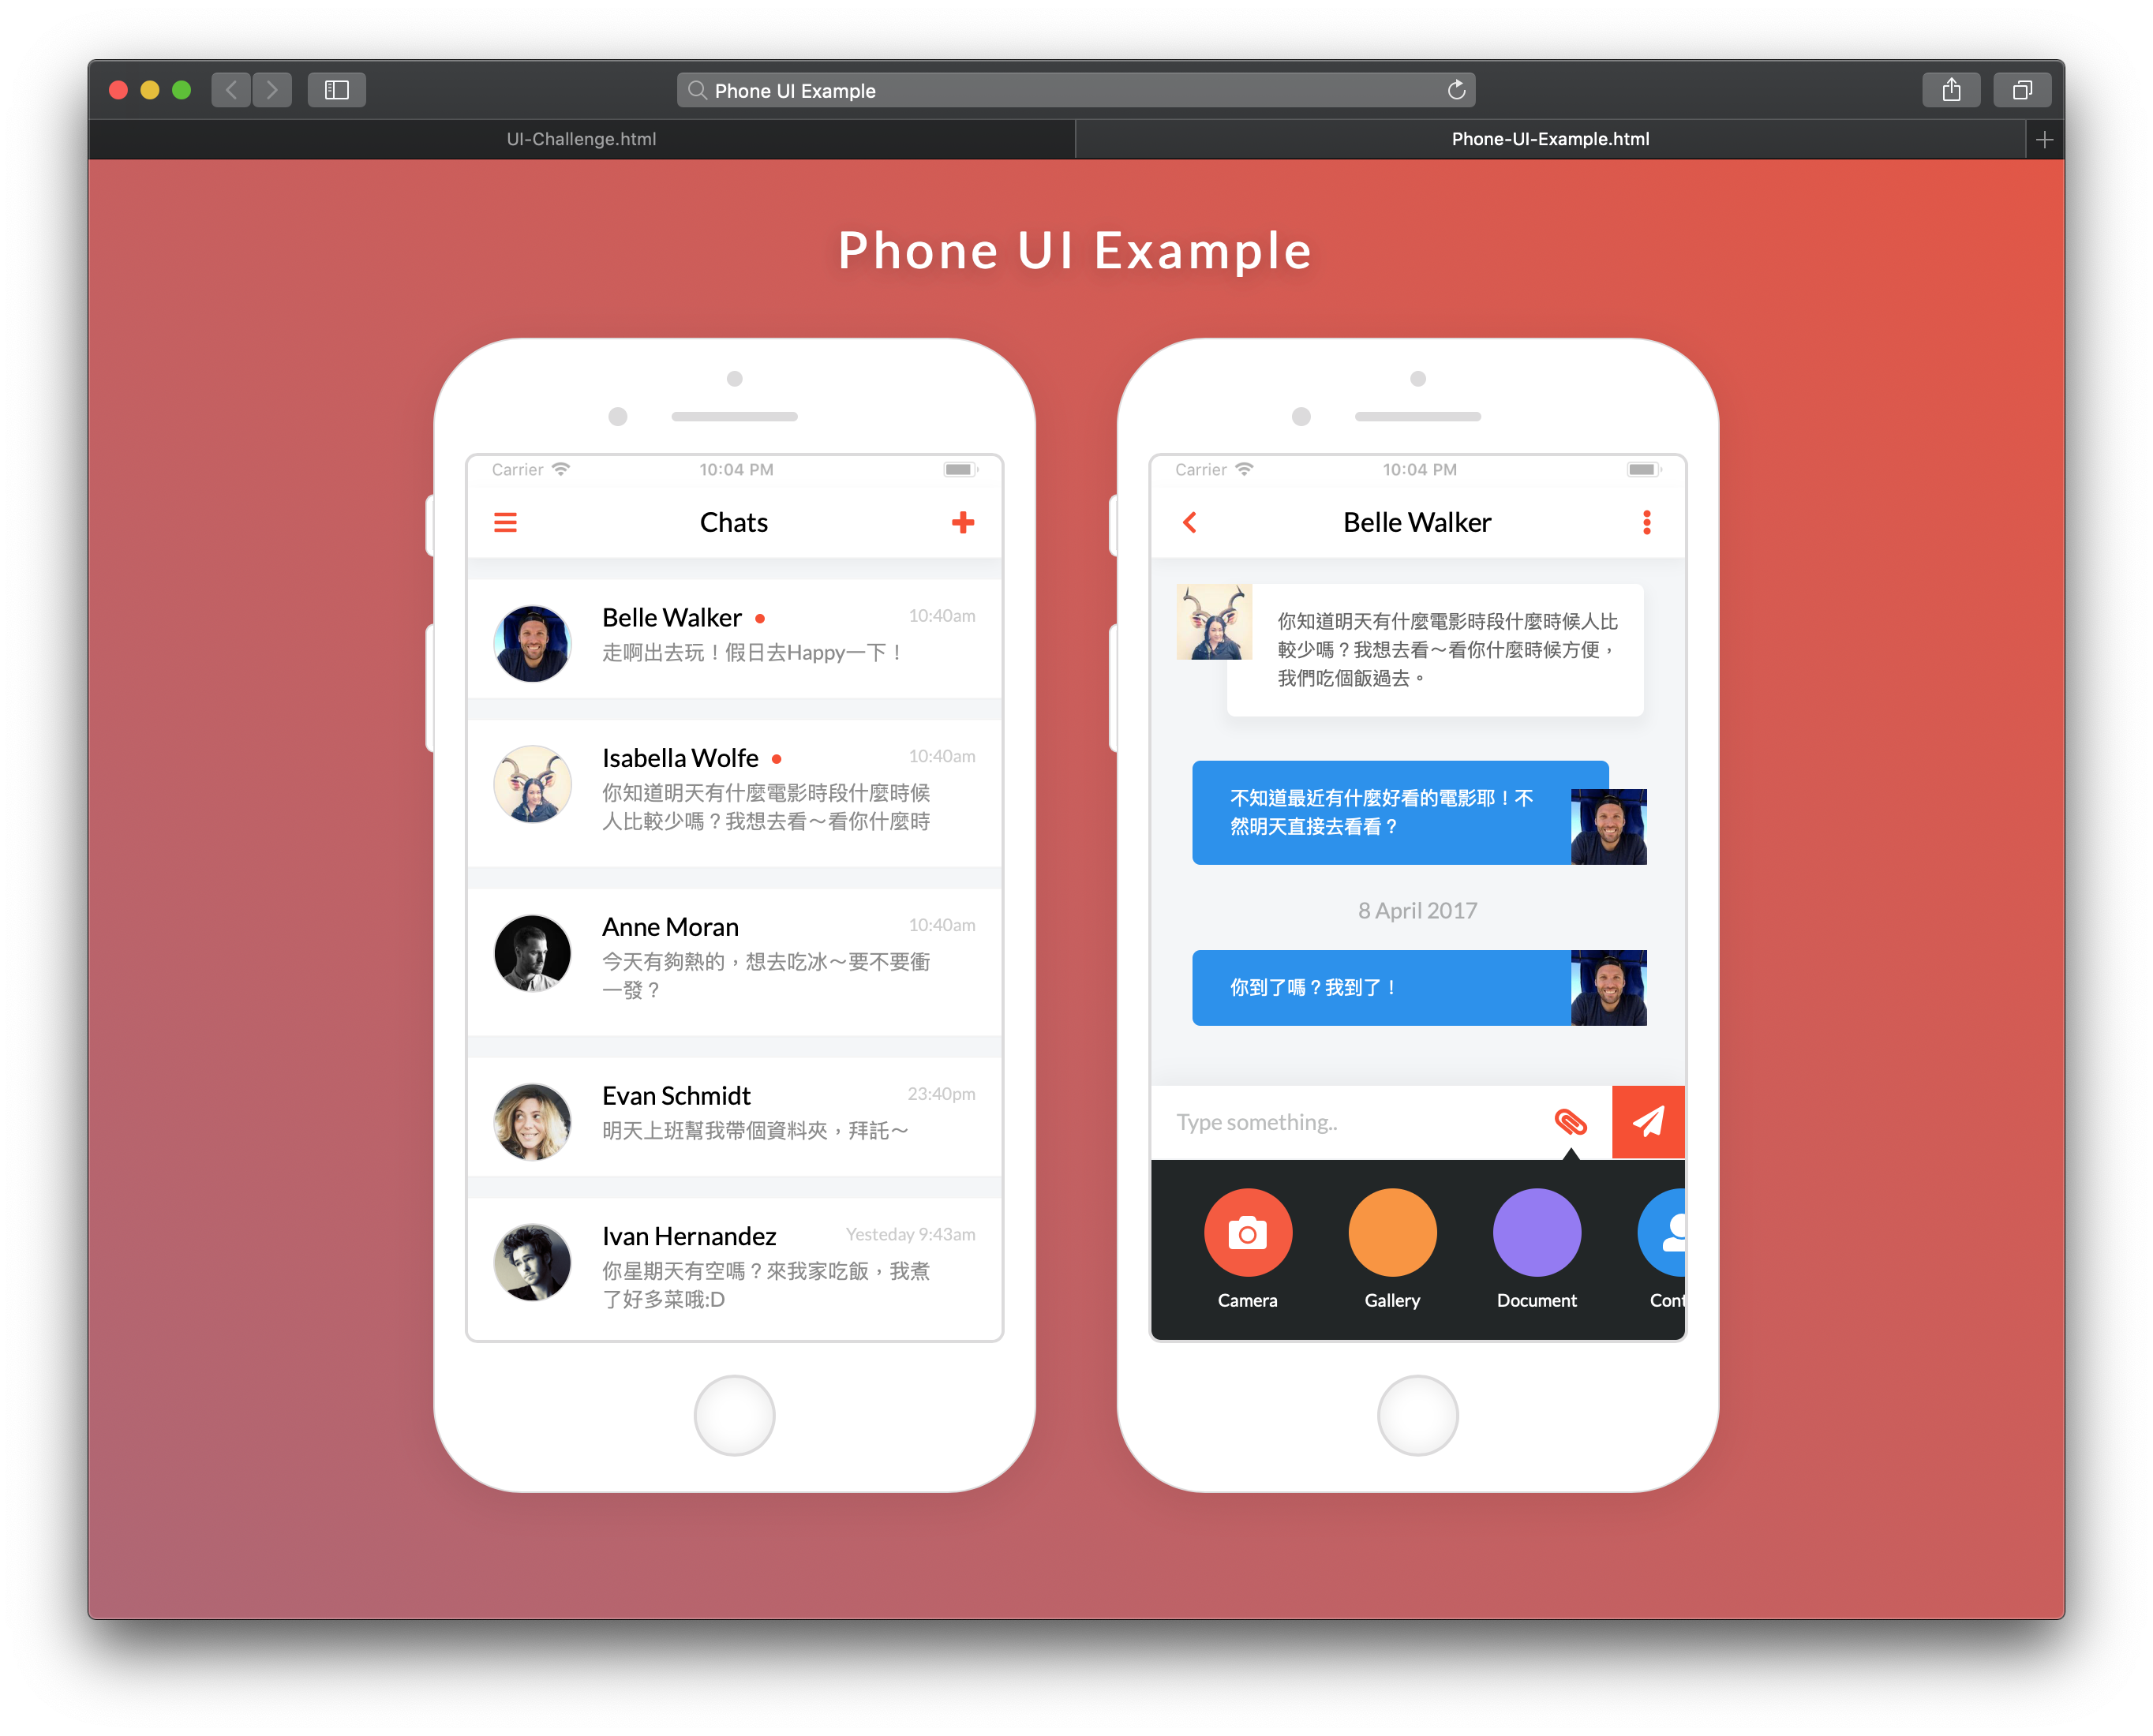 Phone UI Example
UI-Challenge.html
Phone-UI-Example.html
Phone UI Example
Carrier
10:04 PM
Chats
Belle Walker
10:40am
走啊出去玩！假日去Happy一下！
Isabella Wolfe
10:40am
你知道明天有什麼電影時段什麼時候
人比較少嗎？我想去看～看你什麼時
Anne Moran
10:40am
今天有夠熱的，想去吃冰～要不要衝
一發？
Evan Schmidt
23:40pm
明天上班幫我帶個資料夾，拜託～
Ivan Hernandez
Yesteday 9:43am
你星期天有空嗎？來我家吃飯，我煮
了好多菜哦:D
Carrier
10:04 PM
Belle Walker
你知道明天有什麼電影時段什麼時候人比
較少嗎？我想去看～看你什麼時候方便，
我們吃個飯過去。
不知道最近有什麼好看的電影耶！不
然明天直接去看看？
8 April 2017
你到了嗎？我到了！
Type something..
Camera
Gallery
Document
Cont